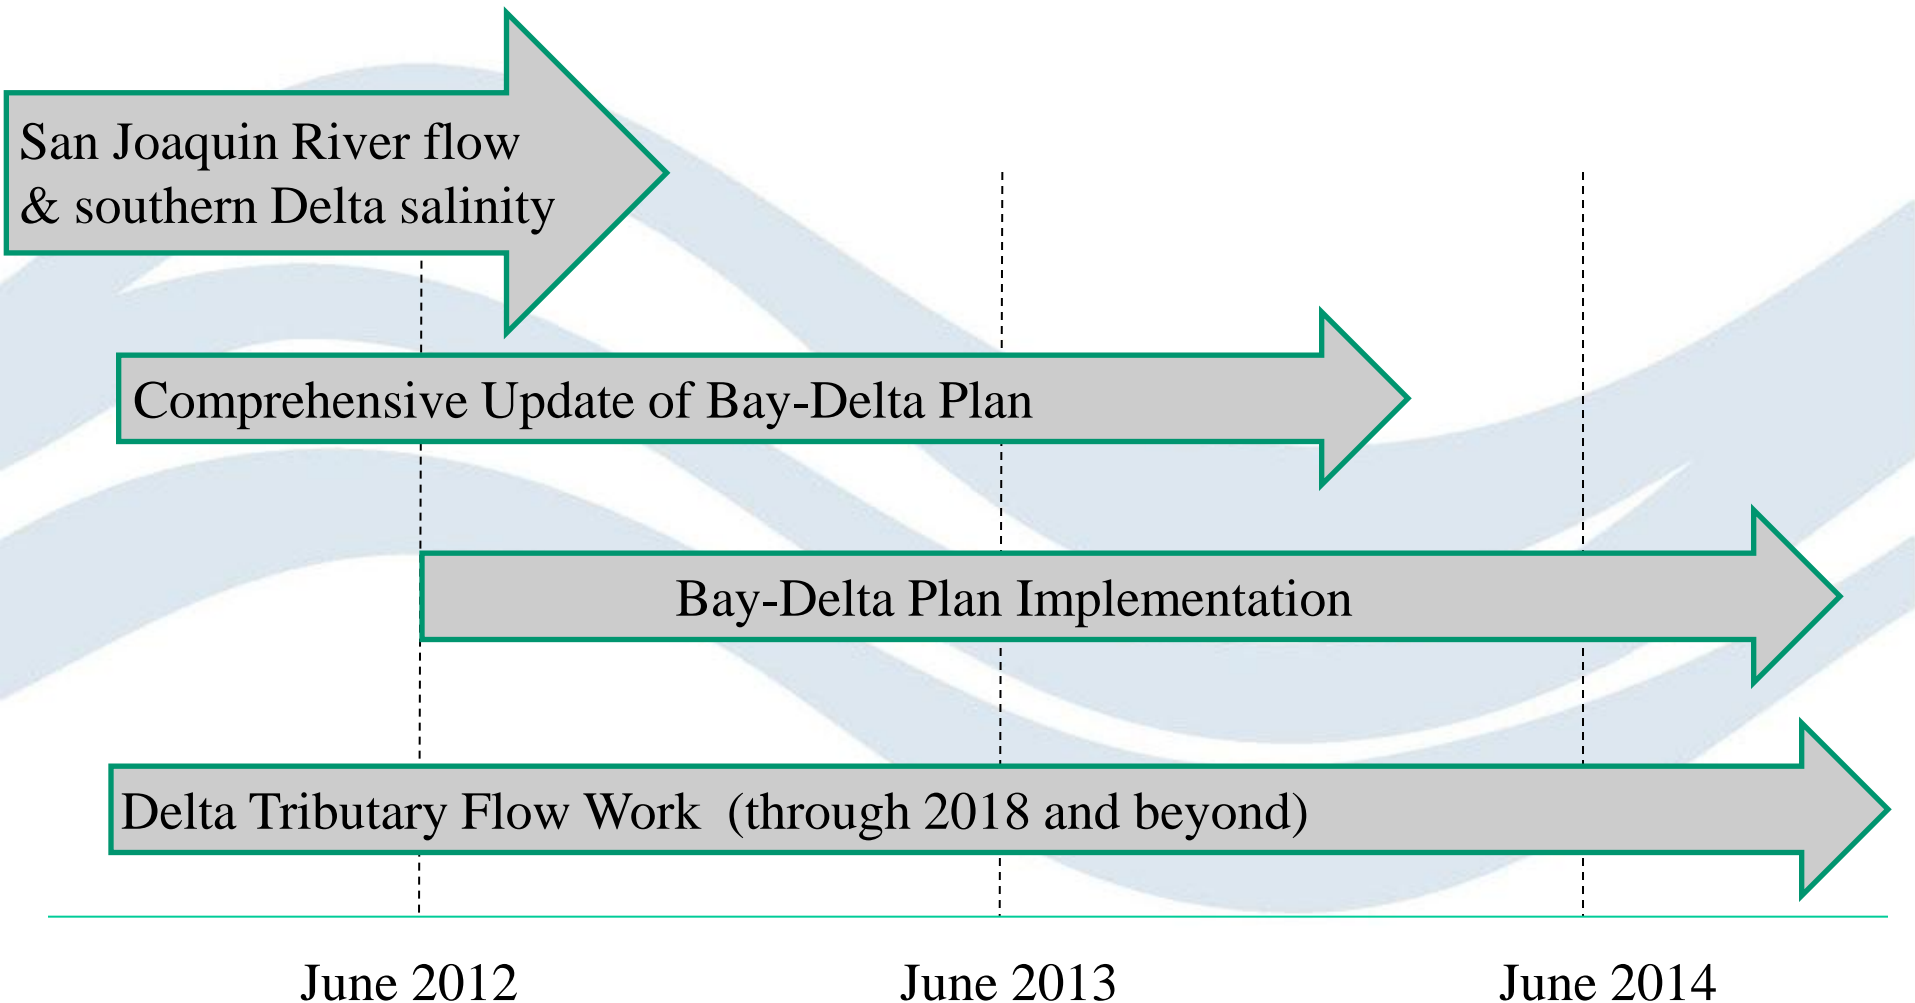 San Joaquin River flow
& southern Delta salinity
Comprehensive Update of Bay-Delta Plan
Bay-Delta Plan Implementation
Delta Tributary Flow Work (through 2018 and beyond)
June 2012
June 2013
June 2014